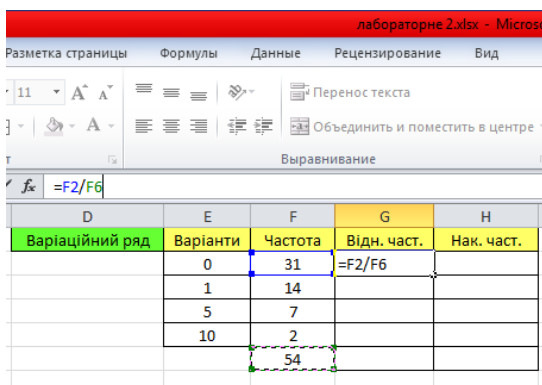 лабораторне 2.xlsx - Micros
Разметка страницы Формулы Данные Рецензирование Вид
11 A A Перенос текста
A Объединить и поместить в центре
Выравнивание
fx =F2/F6
D E F G H
Варіаційний ряд Варіанти Частота Відн. част. Нак. част.
0 31 =F2/F6
1 14
5 7
10 2
54